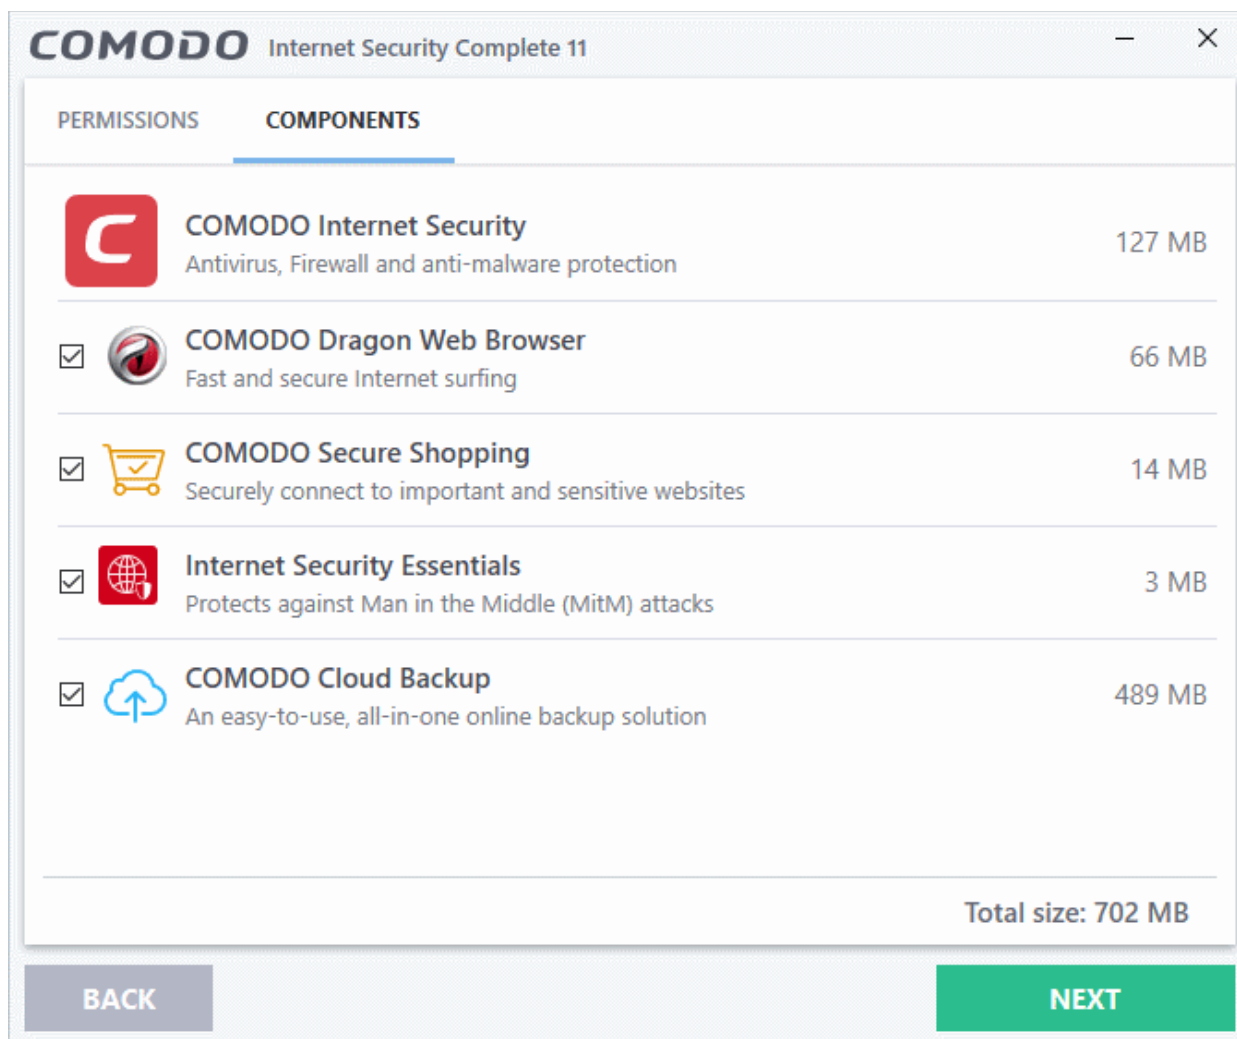 COMODO Internet Security Complete 11
PERMISSIONS COMPONENTS
COMODO Internet Security
Antivirus, Firewall and anti-malware protection
127 MB
COMODO Dragon Web Browser
Fast and secure Internet surfing
66 MB
COMODO Secure Shopping
Securely connect to important and sensitive websites
14 MB
Internet Security Essentials
Protects against Man in the Middle (MitM) attacks
3 MB
COMODO Cloud Backup
An easy-to-use, all-in-one online backup solution
489 MB
Total size: 702 MB
BACK NEXT